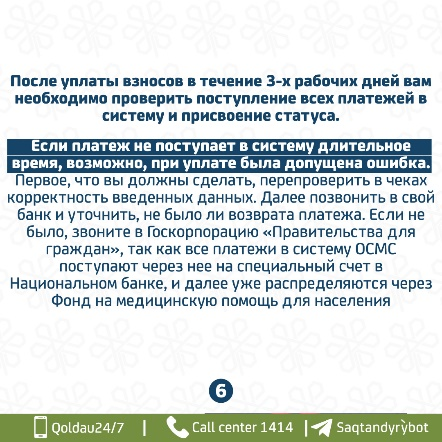 После уплаты взносов в течение 3-х рабочих дней вам
необходимо проверить поступление всех платежей в
систему и присвоение статуса.
Если платеж не поступает в систему длительное
время, возможно, при уплате была допущена ошибка.
Первое, что вы должны сделать, перепроверить в чеках
корректность введенных данных. Далее позвонить в свой
банк и уточнить, не было ли возврата платежа. Если не
было, звоните в Госкорпорацию «Правительства для
граждан», так как все платежи в систему ОСМС
поступают через нее на специальный счет в
Национальном банке, и далее уже распределяются через
Фонд на медицинскую помощь для населения
6
Qoldau24/7 | Call center 1414 | Saqtandyrỳbot